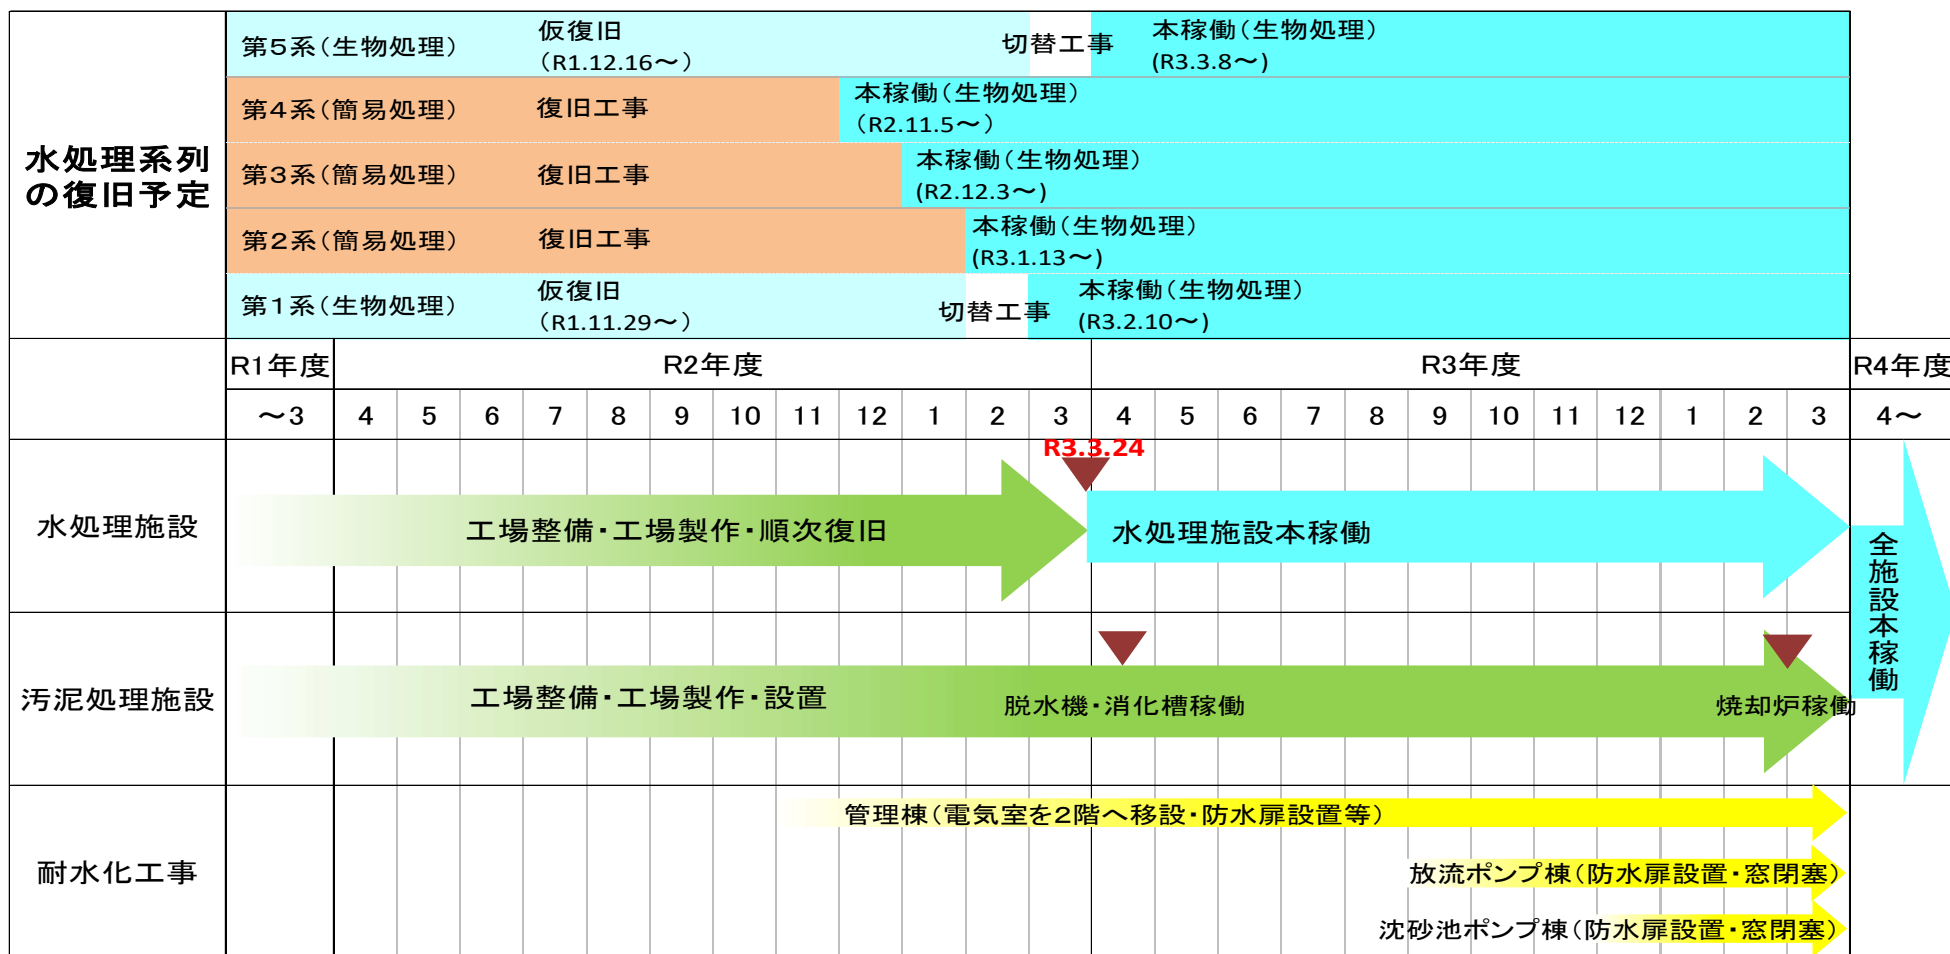 水処理系列
の復旧予定
第5系(生物処理)
仮復旧
(R1.12.16～)
切替工事
本稼働(生物処理)
(R3.3.8～)
第4系(簡易処理)
復旧工事
本稼働(生物処理)
(R2.11.5～)
第3系(簡易処理)
復旧工事
本稼働(生物処理)
(R2.12.3～)
第2系(簡易処理)
復旧工事
本稼働(生物処理)
(R3.1.13～)
第1系(生物処理)
仮復旧
(R1.11.29～)
切替工事
本稼働(生物処理)
(R3.2.10～)
R1年度 R2年度 R3年度 R4年度
～3 4 5 6 7 8 9 10 11 12 1 2 3 4 5 6 7 8 9 10 11 12 1 2 3 4～
R3.3.24
水処理施設
工場整備・工場製作・順次復旧
水処理施設本稼働
全施設本稼働
汚泥処理施設
工場整備・工場製作・設置
脱水機・消化槽稼働
焼却炉稼働
耐水化工事
管理棟(電気室を2階へ移設・防水扉設置等)
放流ポンプ棟(防水扉設置・窓閉塞)
沈砂池ポンプ棟(防水扉設置・窓閉塞)